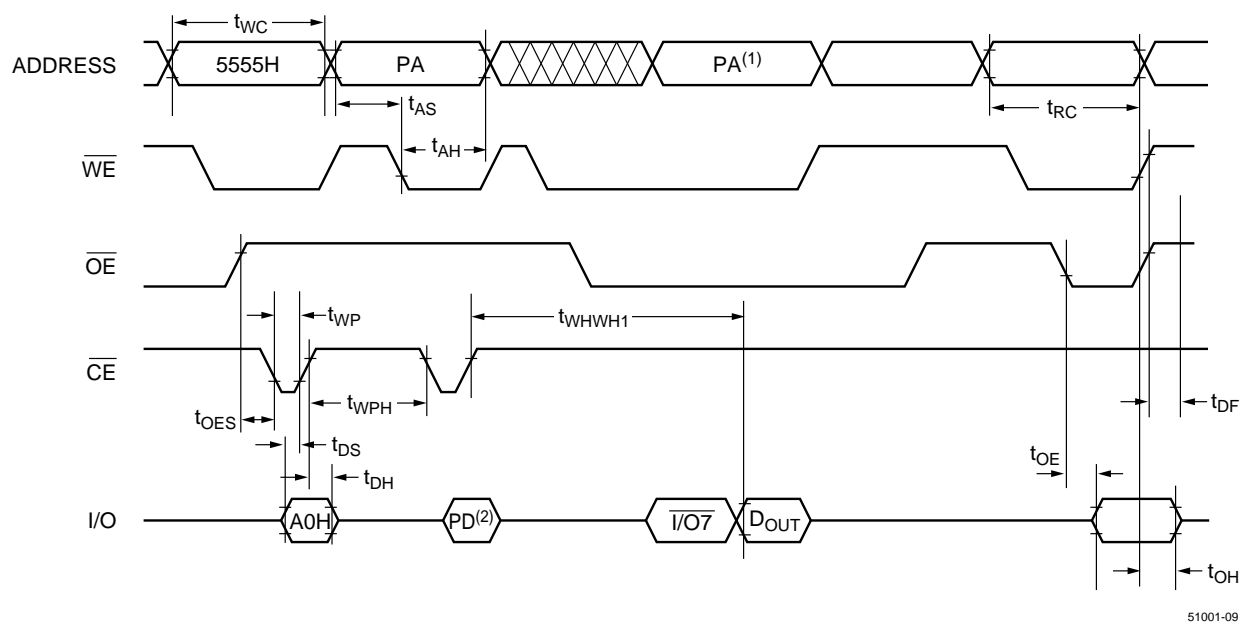 tWC
ADDRESS 5555H PA PA(1)
tAS tRC
tAH
WE
OE
tWP tWHWH1
CE
tWPH tDF
tOES
tDS tOE
tDH
I/O A0H PD(2) I/O7 DOUT
tOH
51001-09